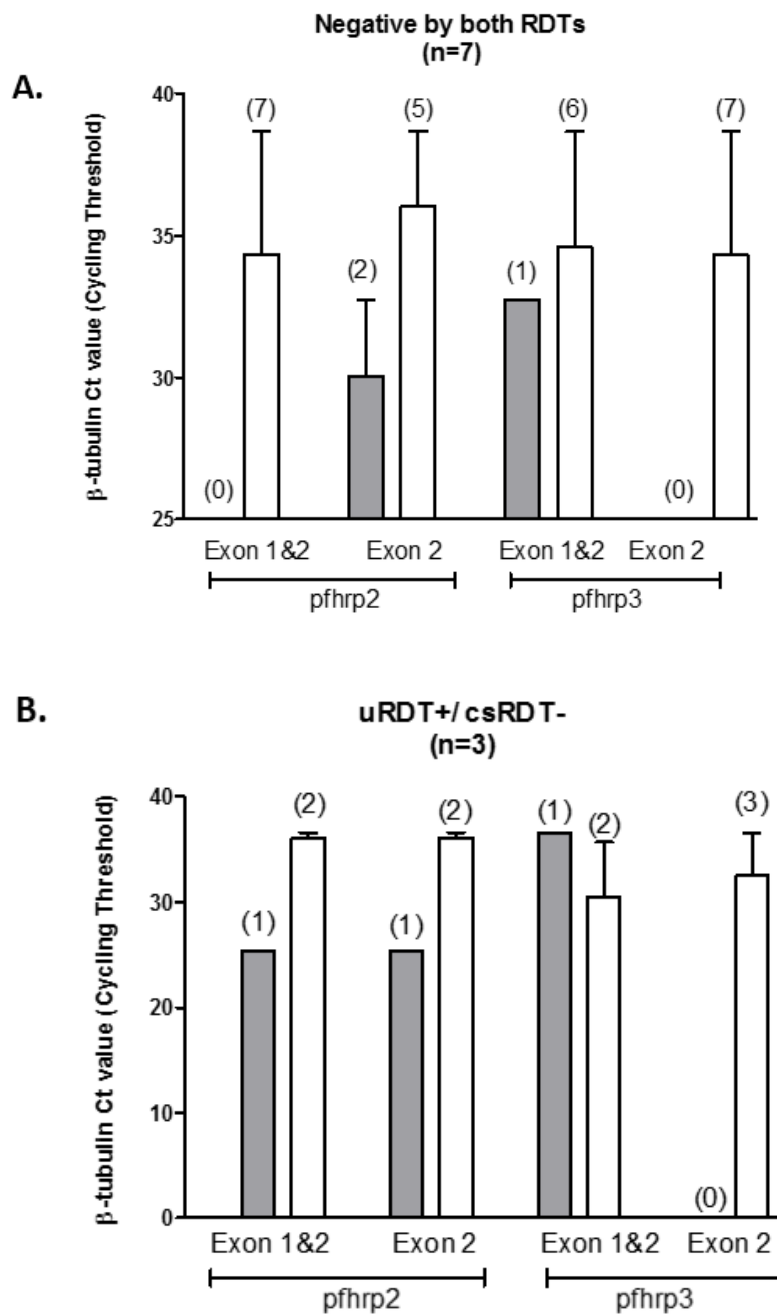 Negative by both RDTs
(n=7)
A.
β-tubulin Ct value (Cycling Threshold)
40
35
30
25
(0)
(7)
(2)
(5)
(1)
(6)
(0)
(7)
Exon 1&2
Exon 2
Exon 1&2
Exon 2
pfhrp2
pfhrp3
B.
uRDT+/ csRDT-
(n=3)
β-tubulin Ct value (Cycling Threshold)
40
30
20
10
0
(1)
(2)
(1)
(2)
(1)
(2)
(0)
(3)
Exon 1&2
Exon 2
Exon 1&2
Exon 2
pfhrp2
pfhrp3